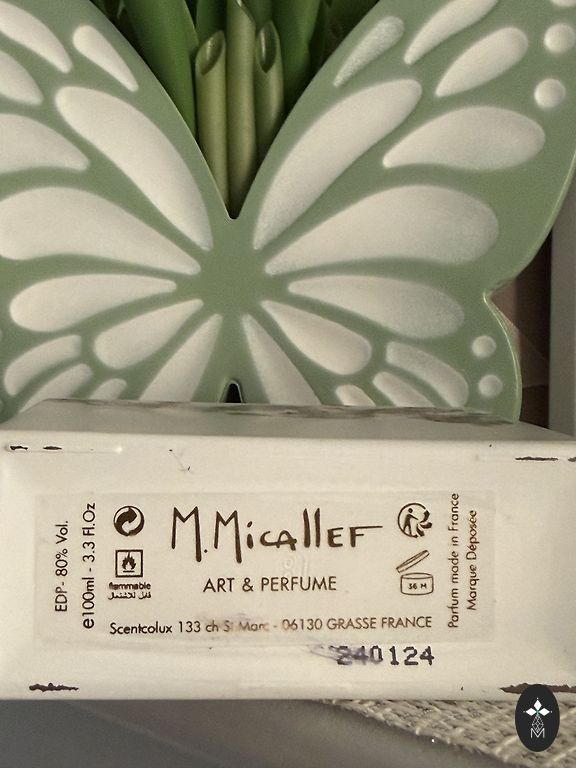 EDP- 80% Vol.
e100ml - 3.3 Fl.Oz
flammable
قابل للاشتعال
M.MicallEF
ART & PERFUME
36 M
Parfum made in France
Marque Déposée
Scentcolux 133 ch St Marc - 06130 GRASSE FRANCE
240124
M